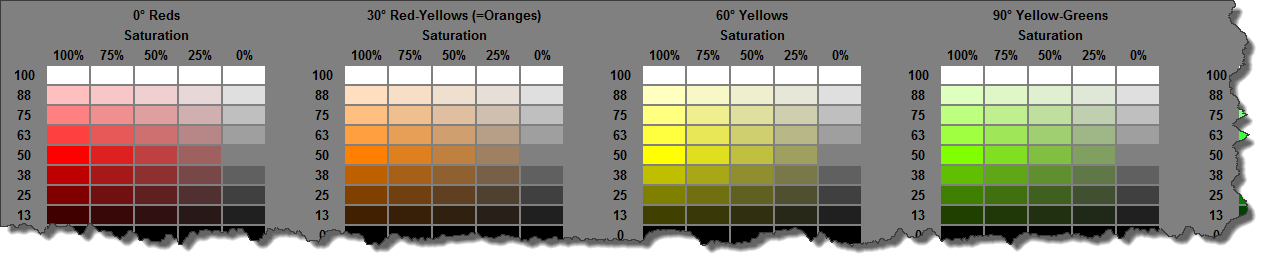 0° Reds 30° Red-Yellows (=Oranges) 60° Yellows 90° Yellow-Greens
Saturation Saturation Saturation Saturation
100% 75% 50% 25% 0% 100% 75% 50% 25% 0% 100% 75% 50% 25% 0% 100% 75% 50% 25% 0%
100 100 100 100 100
88 88 88 88 88
75 75 75 75 75
63 63 63 63 63
50 50 50 50 50
38 38 38 38 38
25 25 25 25 25
13 13 13 13 13
0 0 0 0